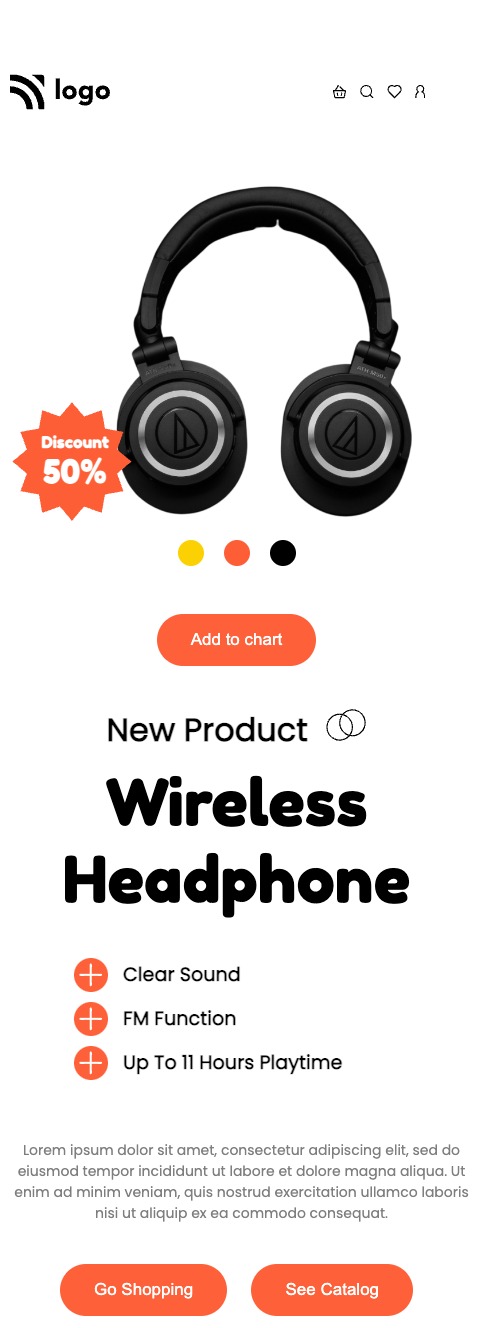 logo
Discount
50%
Add to chart
New Product
Wireless
Headphone
Clear Sound
FM Function
Up To 11 Hours Playtime
Lorem ipsum dolor sit amet, consectetur adipiscing elit, sed do
eiusmod tempor incididunt ut labore et dolore magna aliqua. Ut
enim ad minim veniam, quis nostrud exercitation ullamco laboris
nisi ut aliquip ex ea commodo consequat.
Go Shopping
See Catalog